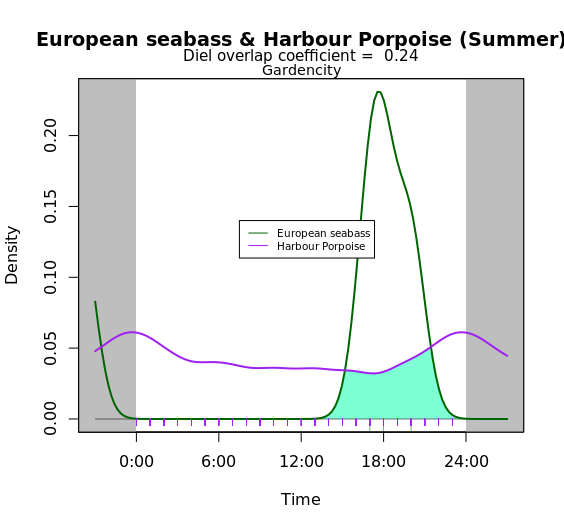 European seabass & Harbour Porpoise (Summer)
Diel overlap coefficient = 0.24
Gardencity
Density
0.20
0.15
0.10
0.05
0.00
European seabass
Harbour Porpoise
0:00 6:00 12:00 18:00 24:00
Time